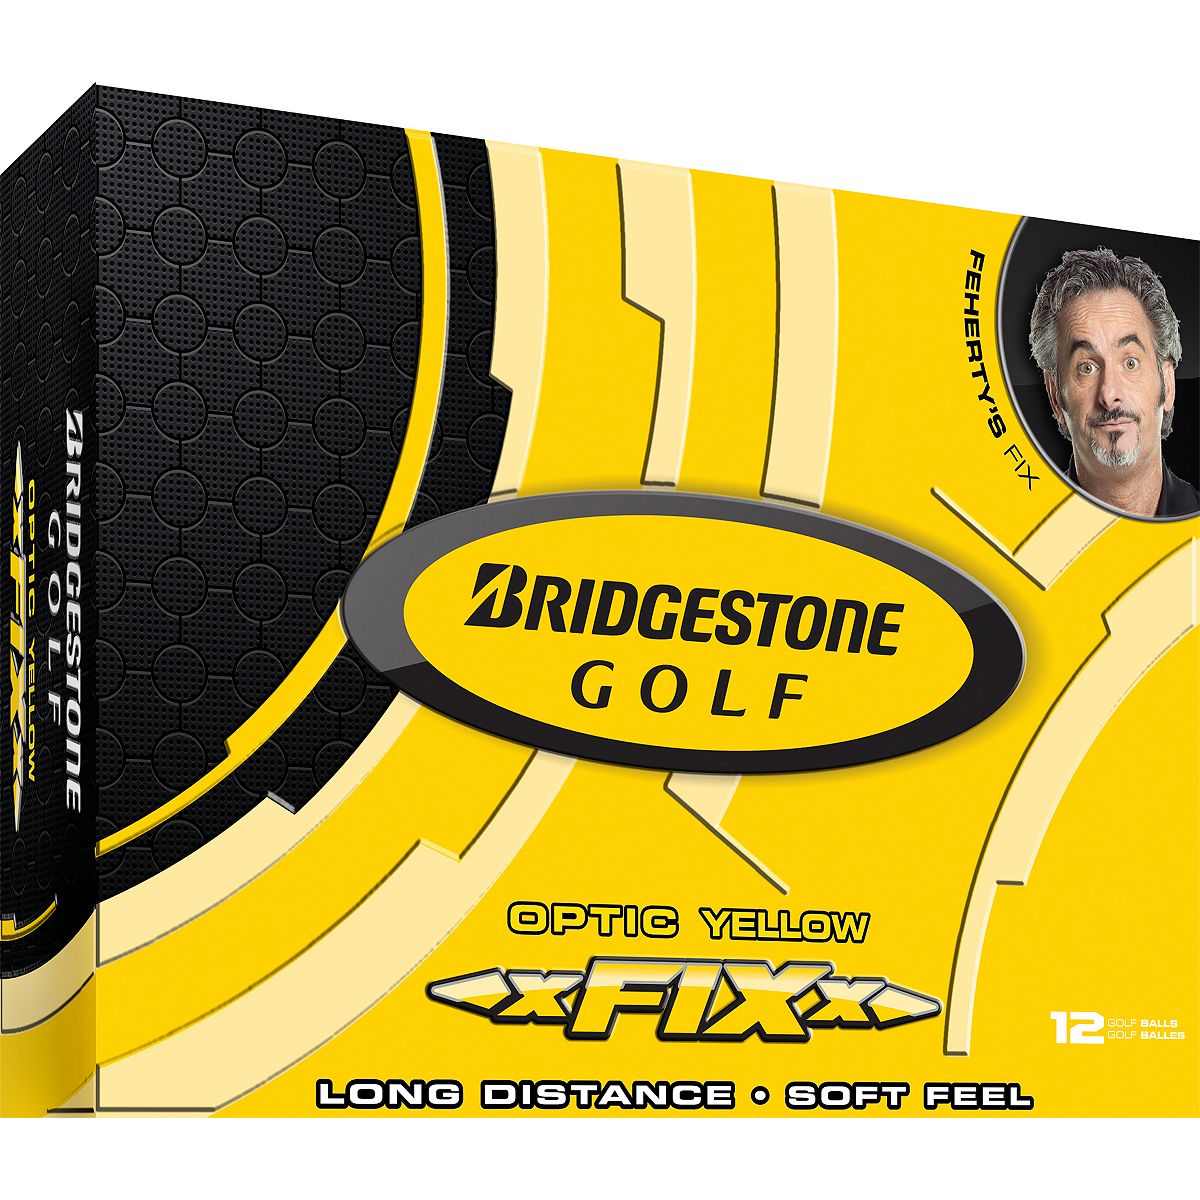 BRIDGESTONE
GOLF
OPTIC YELLOW
xFIXx
FEHERTY'S FIX
BRIDGESTONE
GOLF
OPTIC YELLOW
xFIXx
12 GOLF BALLS
GOLF BALLES
LONG DISTANCE • SOFT FEEL